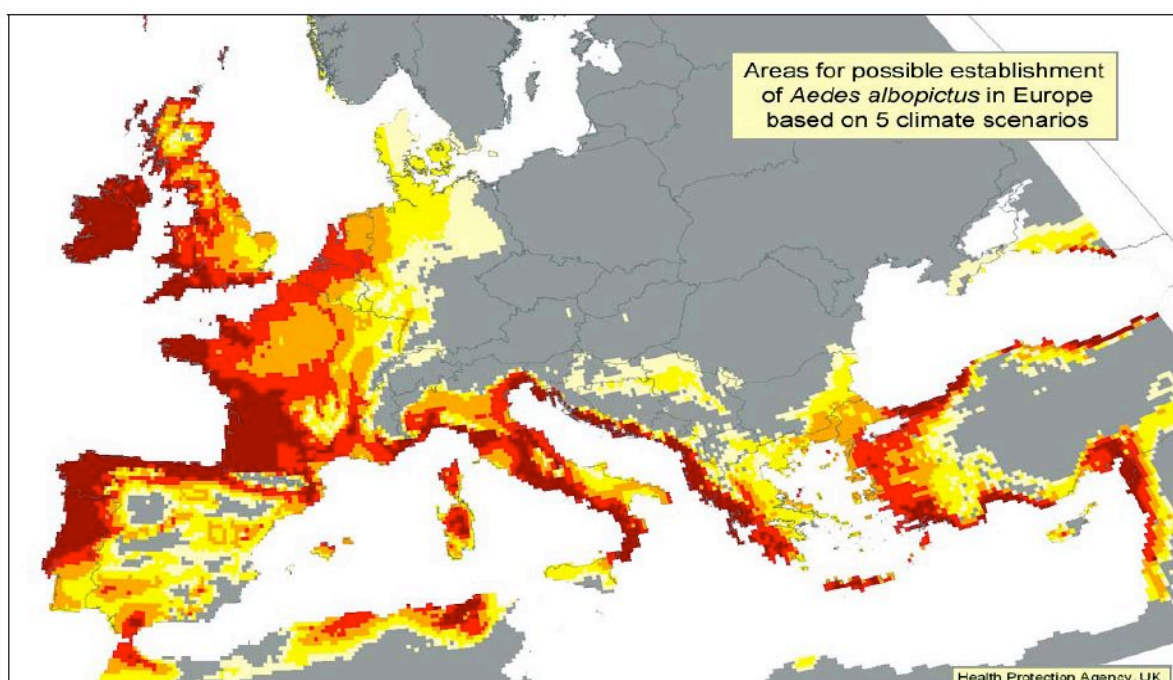 Areas for possible establishment
of Aedes albopictus in Europe
based on 5 climate scenarios
Health Protection Agency, UK